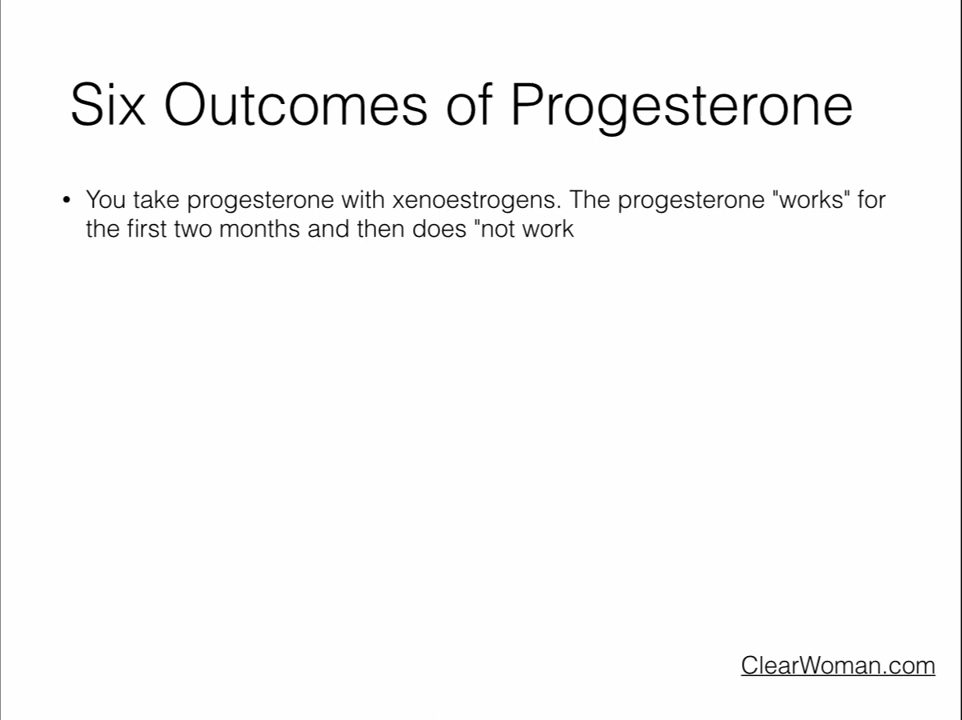 Six Outcomes of Progesterone
• You take progesterone with xenoestrogens. The progesterone "works" for
the first two months and then does "not work
ClearWoman.com